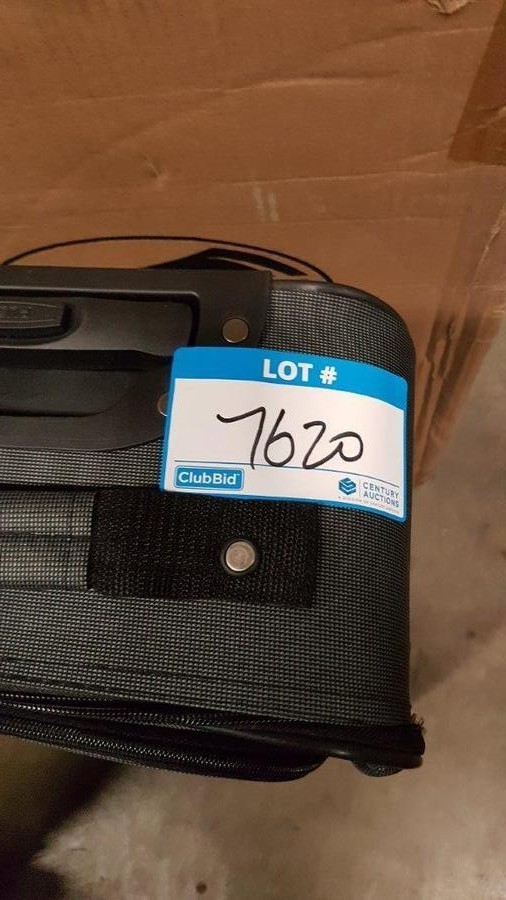 LOT #
7620
ClubBid
CENTURY
AUCTIONS